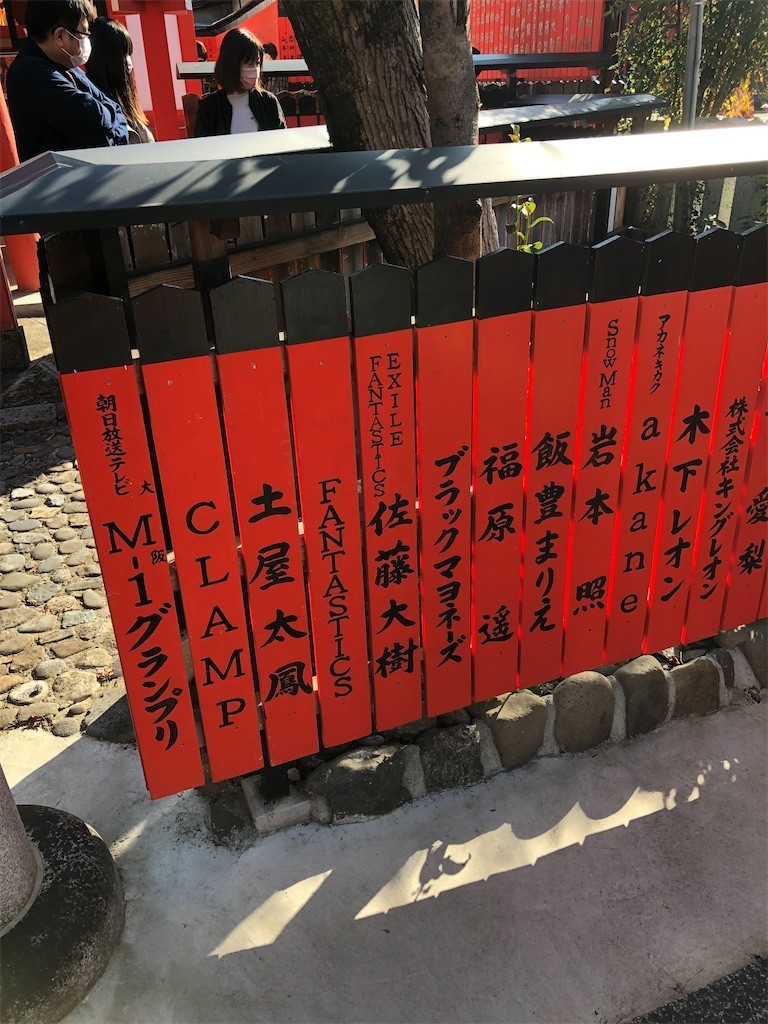 朝日放送テレビ 大阪
M-1グランプリ
CLAMP
土屋太鳳
FANTASTICS
EXILE
FANTASTICS
佐藤大樹
ブラックマヨネーズ
福原 遥
飯豊まりえ
SnowMan
岩本 照
アカネキカク
akane
木下レオン
株式会社キングレオン
愛梨